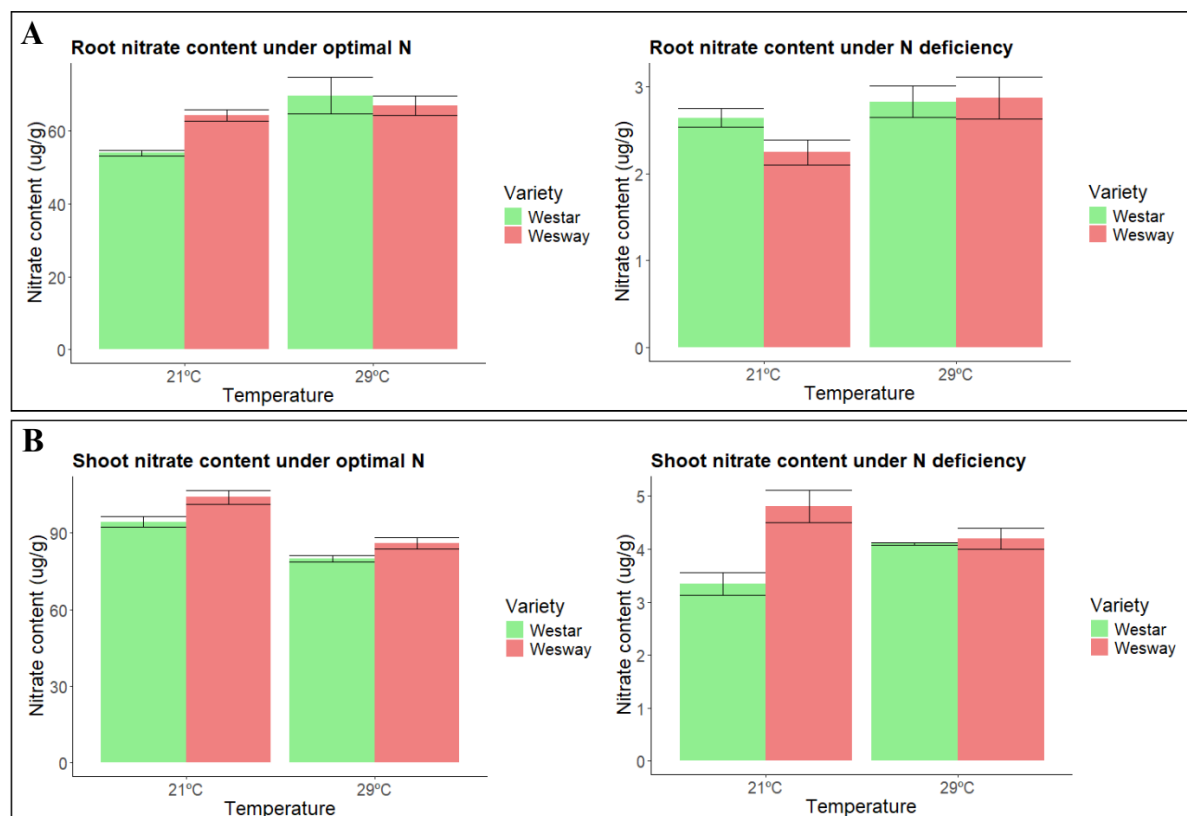 A
Root nitrate content under optimal N
Nitrate content (ug/g)
60
40
20
0
21ºC
29ºC
Temperature
Variety
Westar
Wesway
Root nitrate content under N deficiency
Nitrate content (ug/g)
3
2
1
0
21ºC
29ºC
Temperature
Variety
Westar
Wesway
B
Shoot nitrate content under optimal N
Nitrate content (ug/g)
90
60
30
0
21ºC
29ºC
Temperature
Variety
Westar
Wesway
Shoot nitrate content under N deficiency
Nitrate content (ug/g)
5
4
3
2
1
0
21ºC
29ºC
Temperature
Variety
Westar
Wesway